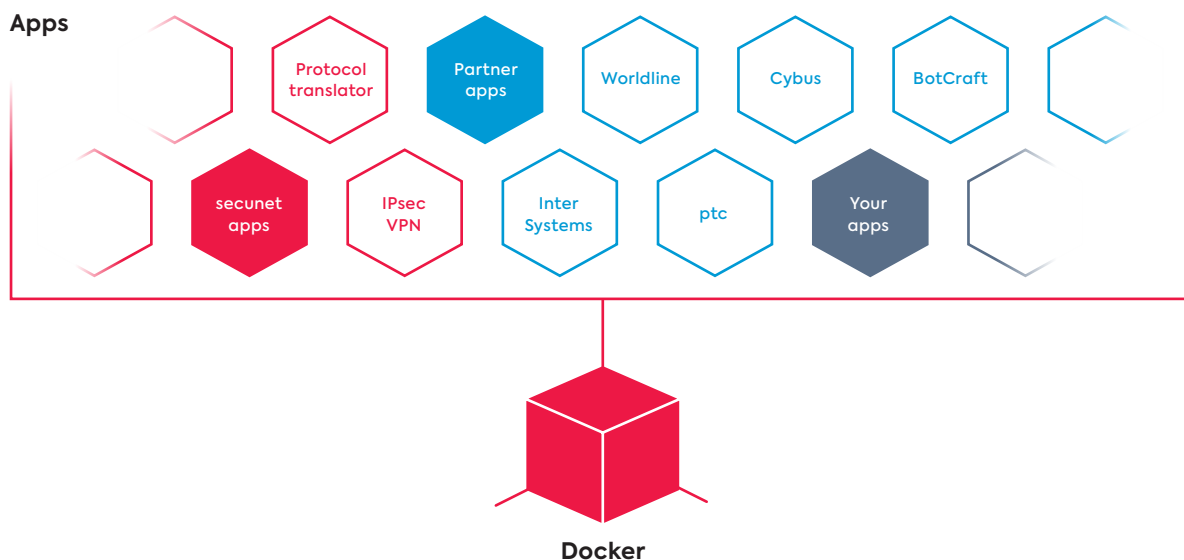 Apps
Protocol
translator
Partner
apps
Worldline
Cybus
BotCraft
secunet
apps
IPsec
VPN
Inter
Systems
ptc
Your
apps
Docker